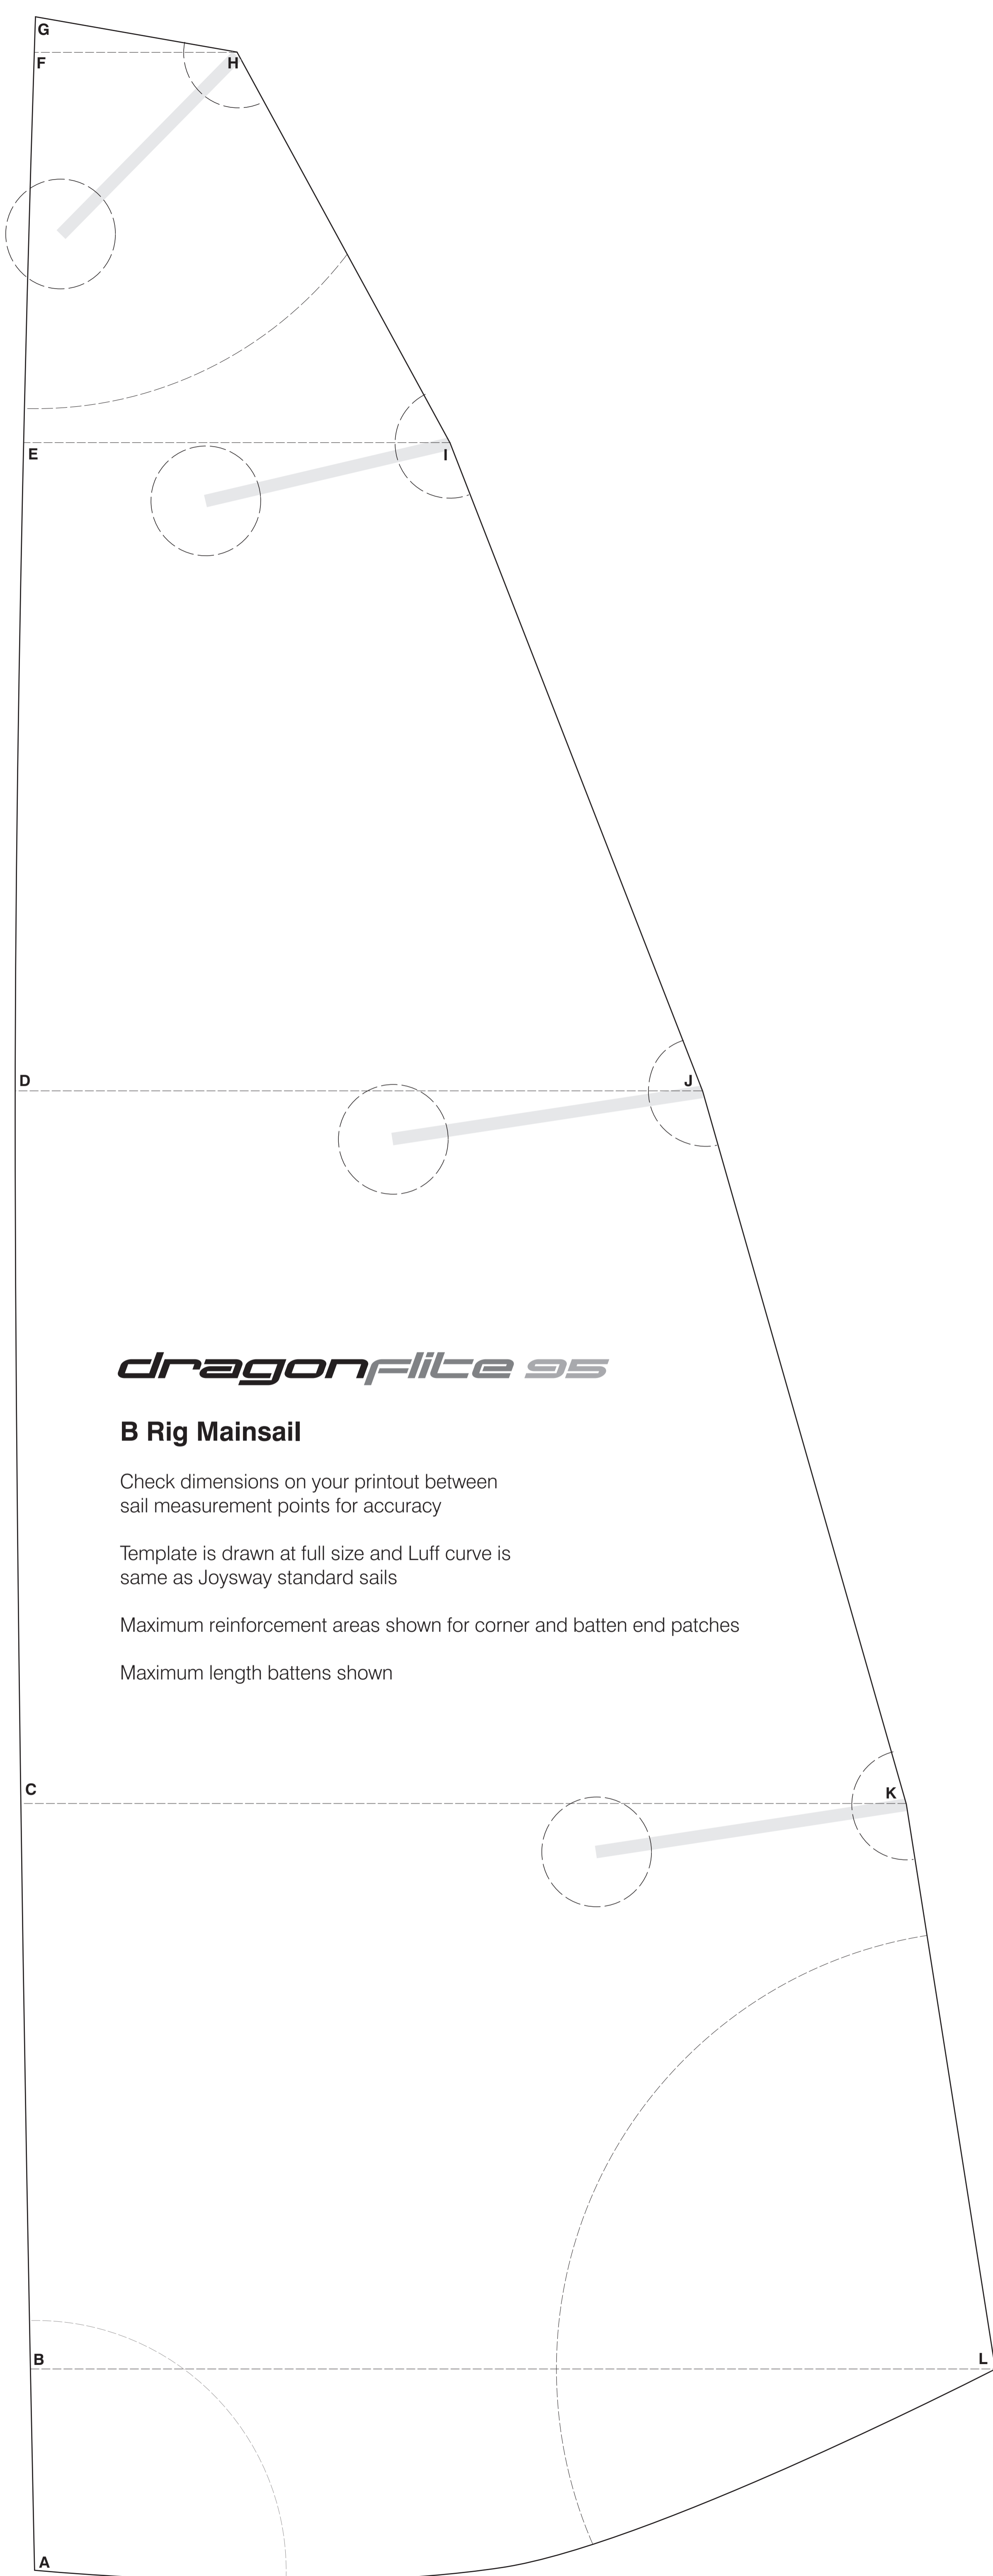 G
F
H
E
I
D
J
dragonflite 95
B Rig Mainsail
Check dimensions on your printout between
sail measurement points for accuracy
Template is drawn at full size and Luff curve is
same as Joysway standard sails
Maximum reinforcement areas shown for corner and batten end patches
Maximum length battens shown
C
K
B
L
A